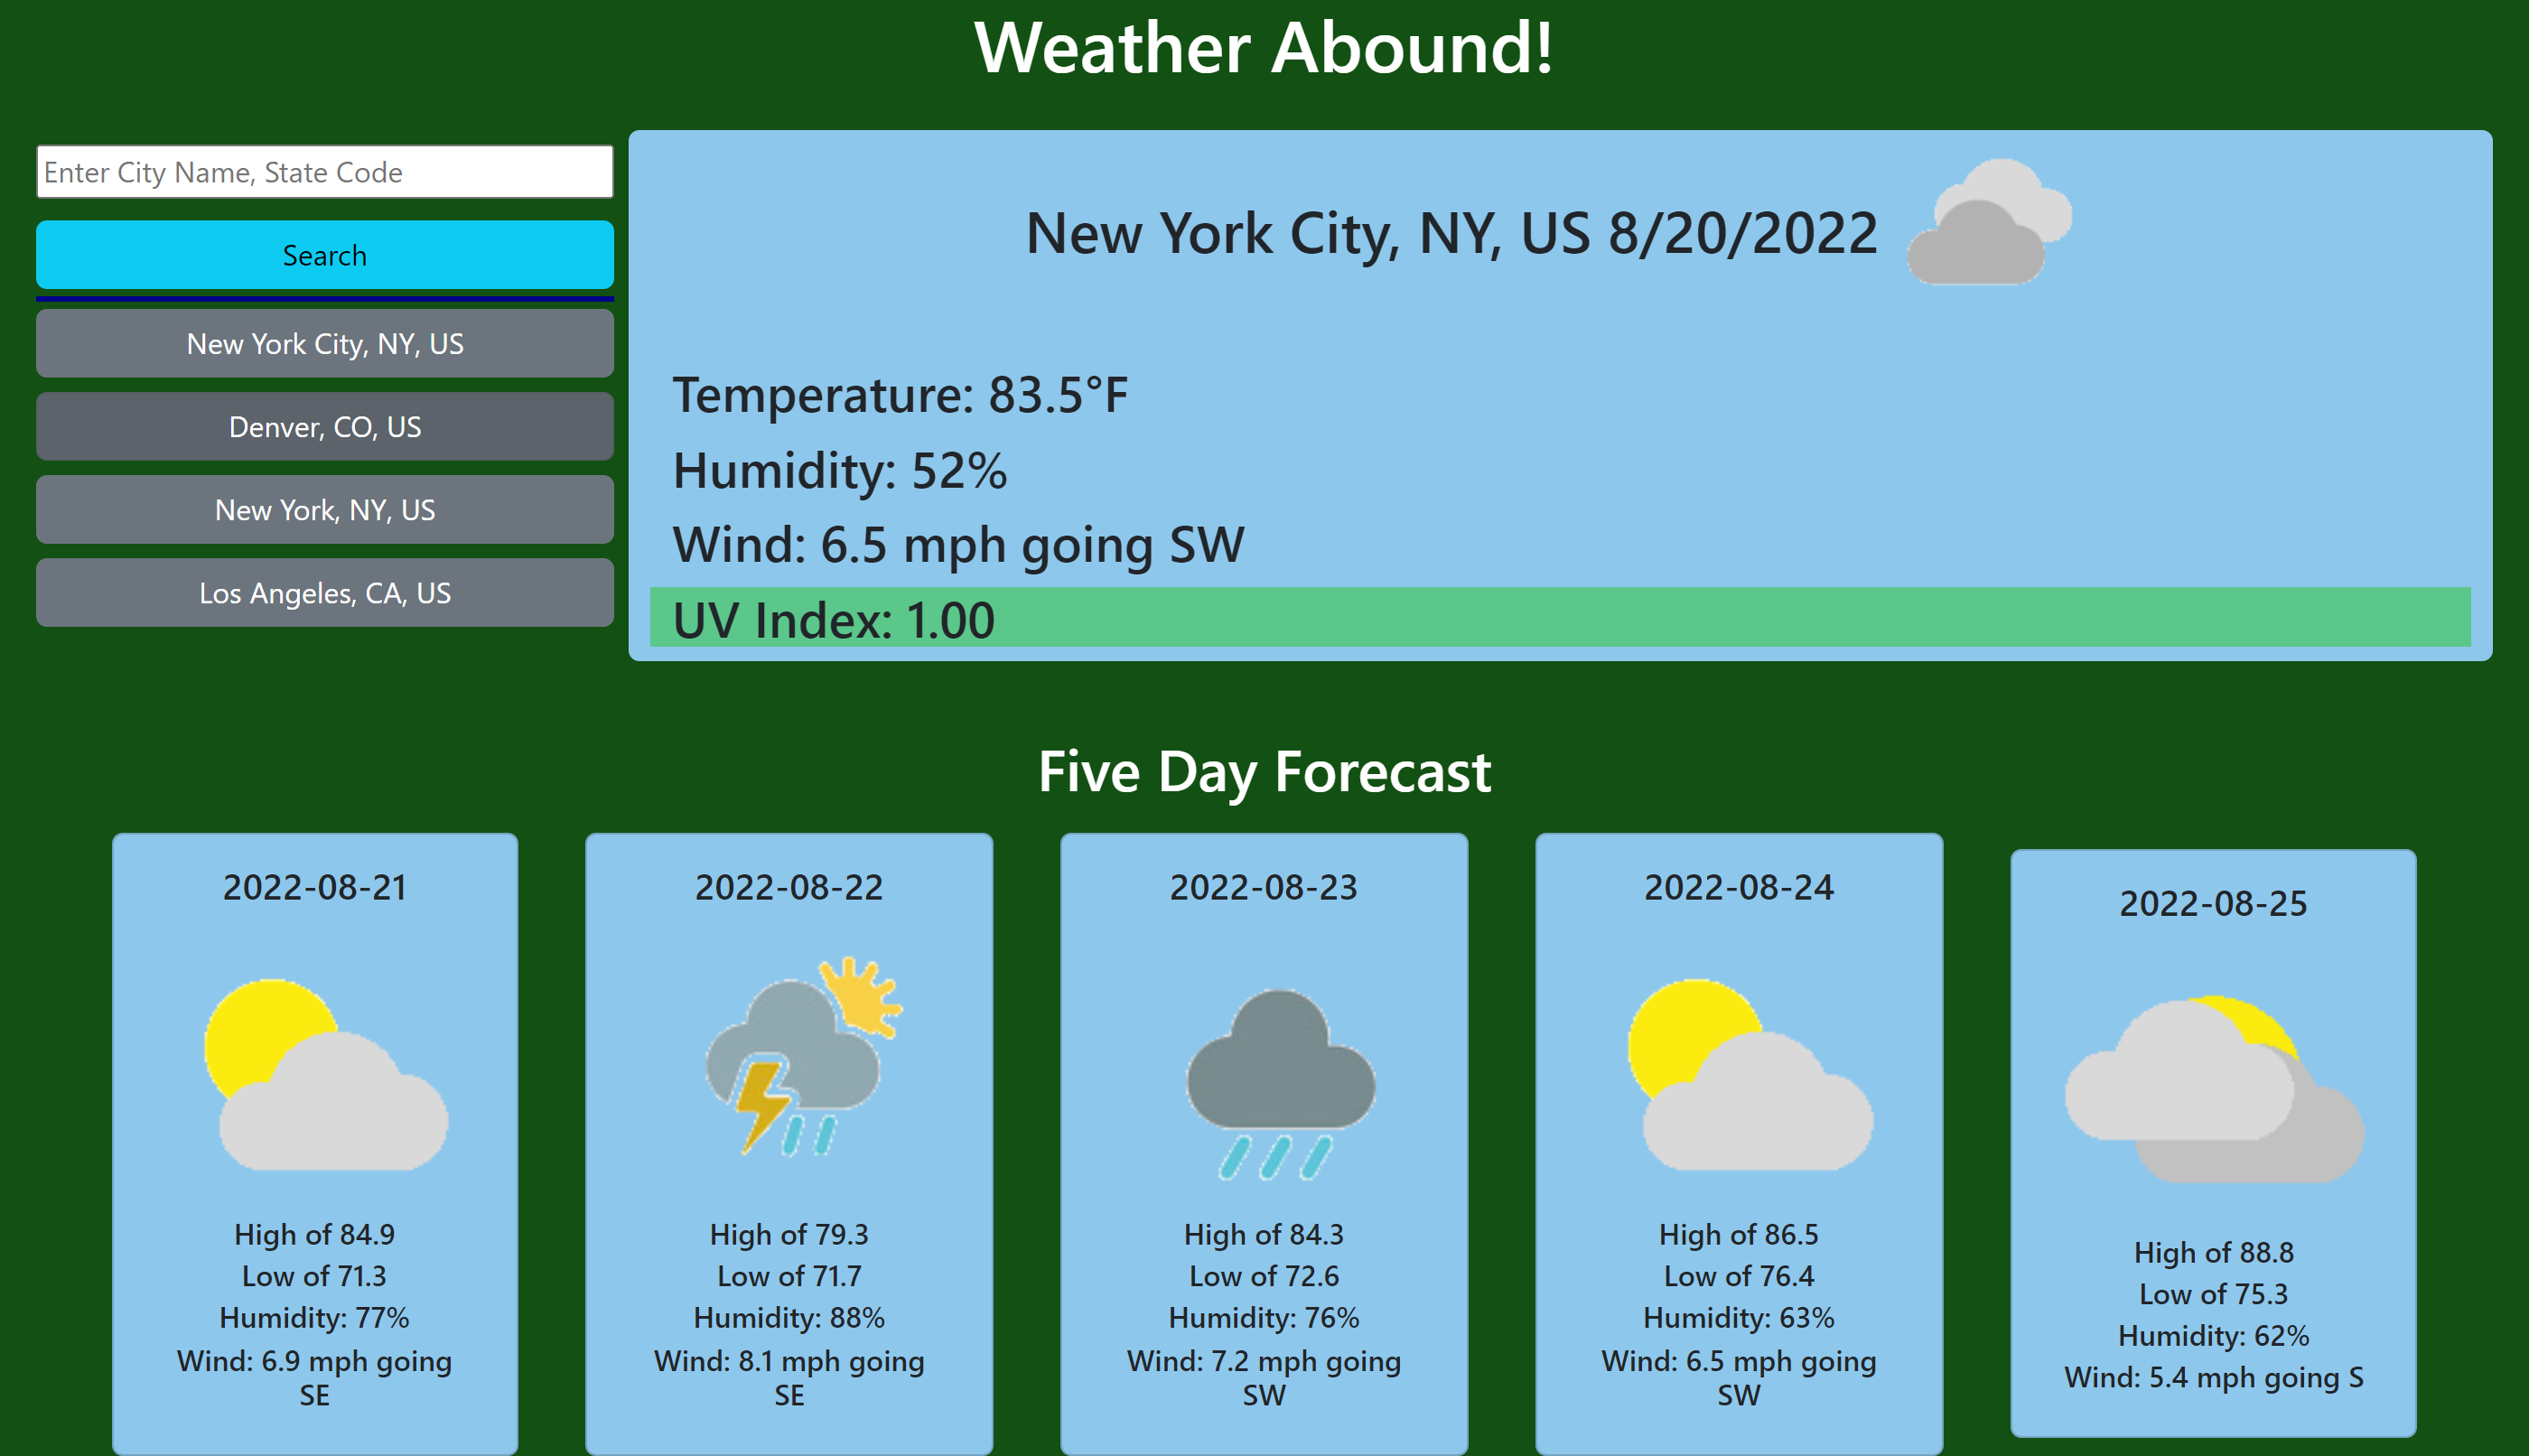 Weather Abound!
Enter City Name, State Code
Search
New York City, NY, US
Denver, CO, US
New York, NY, US
Los Angeles, CA, US
New York City, NY, US 8/20/2022
Temperature: 83.5°F
Humidity: 52%
Wind: 6.5 mph going SW
UV Index: 1.00
Five Day Forecast
2022-08-21
High of 84.9
Low of 71.3
Humidity: 77%
Wind: 6.9 mph going
SE
2022-08-22
High of 79.3
Low of 71.7
Humidity: 88%
Wind: 8.1 mph going
SE
2022-08-23
High of 84.3
Low of 72.6
Humidity: 76%
Wind: 7.2 mph going
SW
2022-08-24
High of 86.5
Low of 76.4
Humidity: 63%
Wind: 6.5 mph going
SW
2022-08-25
High of 88.8
Low of 75.3
Humidity: 62%
Wind: 5.4 mph going S